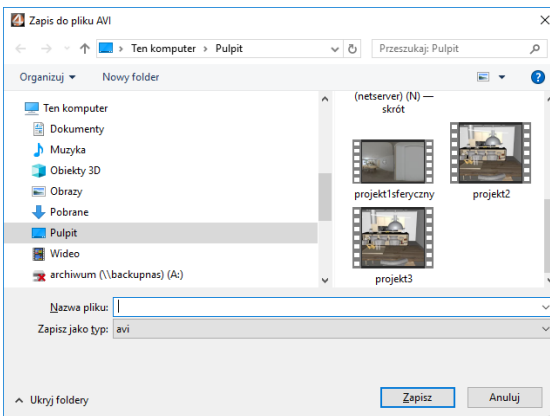 Zapis do pliku AVI
Ten komputer > Pulpit
Przeszukaj: Pulpit
Organizuj
Nowy folder
Ten komputer
Dokumenty
Muzyka
Obiekty 3D
Obrazy
Pobrane
Pulpit
Wideo
archiwum (\\backupnas) (A:)
(netserver) (N) —
skrót
projekt1sferyczny
projekt2
projekt3
Nazwa pliku:
Zapisz jako typ: avi
Ukryj foldery
Zapisz
Anuluj